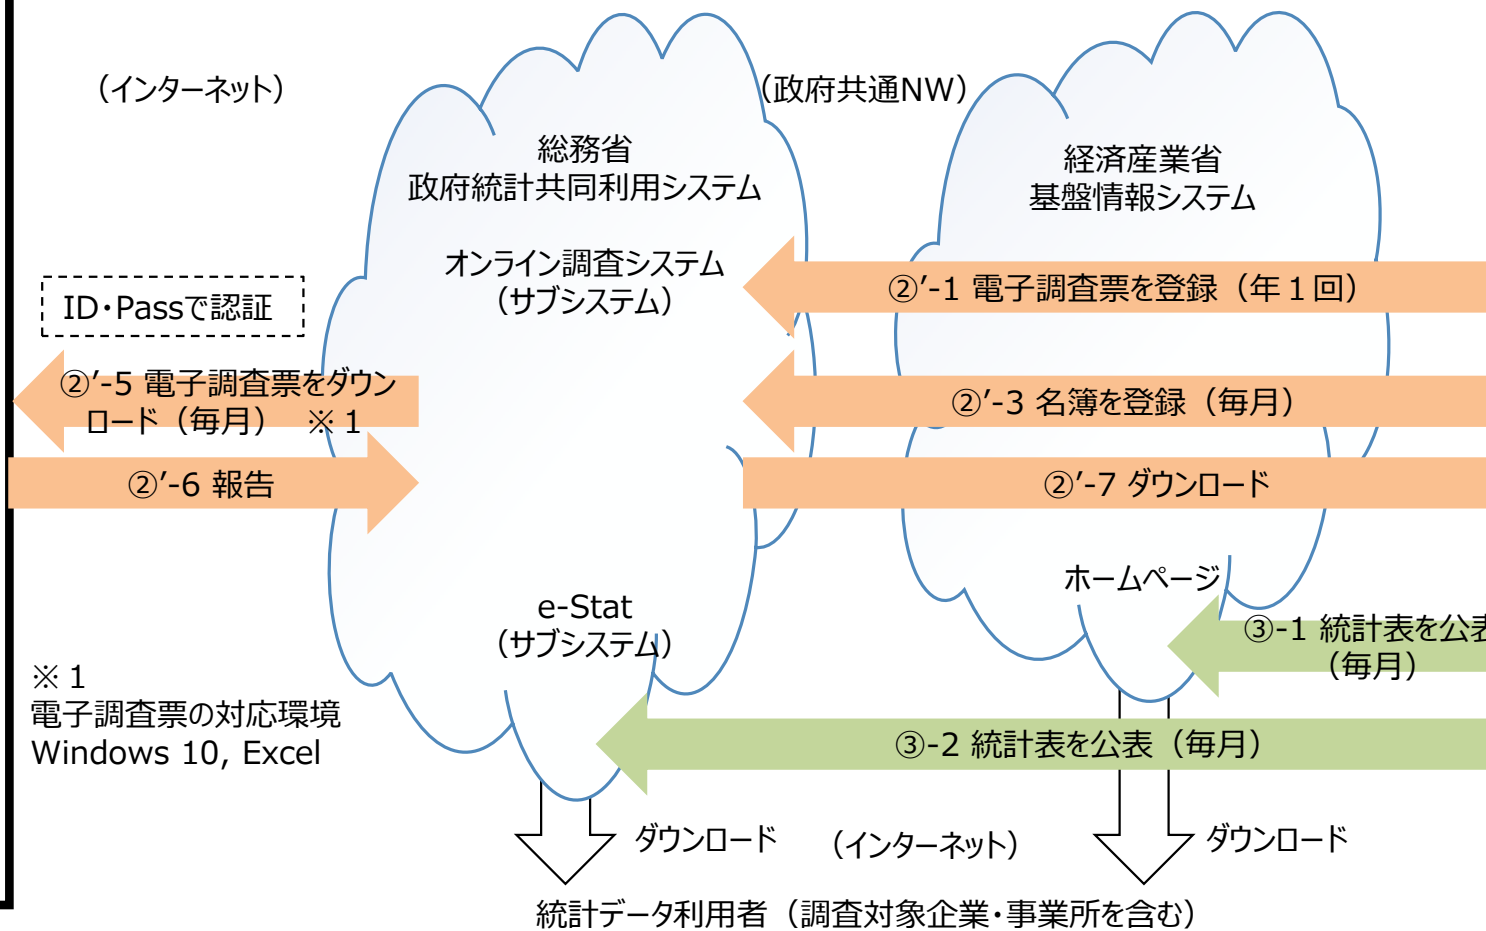 （インターネット）
（政府共通NW）
総務省
政府統計共同利用システム
経済産業省
基盤情報システム
オンライン調査システム
（サブシステム）
②′-1 電子調査票を登録（年１回）
ID・Passで認証
②′-5 電子調査票をダウン
ロード（毎月）　※１
②′-3 名簿を登録（毎月）
②′-6 報告
②′-7 ダウンロード
ホームページ
e-Stat
（サブシステム）
③-1 統計表を公表
（毎月）
※１
電子調査票の対応環境
Windows 10, Excel
③-2 統計表を公表（毎月）
ダウンロード
（インターネット）
ダウンロード
統計データ利用者（調査対象企業・事業所を含む）